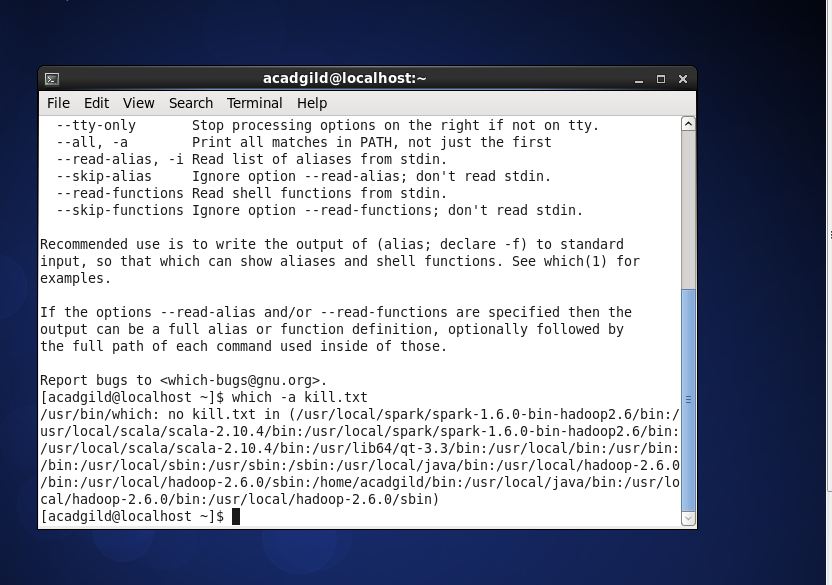 acadgild@localhost:~
File Edit View Search Terminal Help
--tty-only       Stop processing options on the right if not on tty.
--all, -a        Print all matches in PATH, not just the first
--read-alias, -i Read list of aliases from stdin.
--skip-alias     Ignore option --read-alias; don't read stdin.
--read-functions Read shell functions from stdin.
--skip-functions Ignore option --read-functions; don't read stdin.
Recommended use is to write the output of (alias; declare -f) to standard
input, so that which can show aliases and shell functions. See which(1) for
examples.
If the options --read-alias and/or --read-functions are specified then the
output can be a full alias or function definition, optionally followed by
the full path of each command used inside of those.
Report bugs to <which-bugs@gnu.org>.
[acadgild@localhost ~]$ which -a kill.txt
/usr/bin/which: no kill.txt in (/usr/local/spark/spark-1.6.0-bin-hadoop2.6/bin:/
usr/local/scala/scala-2.10.4/bin:/usr/local/spark/spark-1.6.0-bin-hadoop2.6/bin:
/usr/local/scala/scala-2.10.4/bin:/usr/lib64/qt-3.3/bin:/usr/local/bin:/usr/bin:
/bin:/usr/local/sbin:/usr/sbin:/sbin:/usr/local/java/bin:/usr/local/hadoop-2.6.0
/bin:/usr/local/hadoop-2.6.0/sbin:/home/acadgild/bin:/usr/local/java/bin:/usr/lo
cal/hadoop-2.6.0/bin:/usr/local/hadoop-2.6.0/sbin)
[acadgild@localhost ~]$